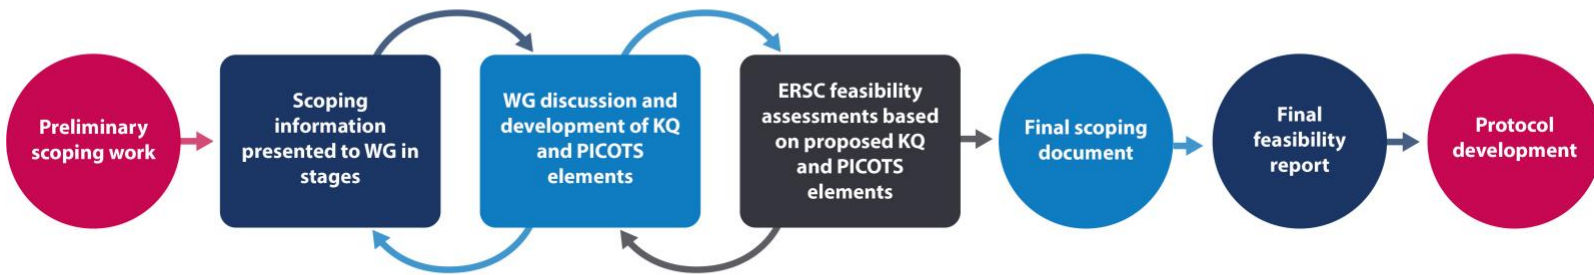 Preliminary
scoping work
Scoping
information
presented to WG in
stages
WG discussion and
development of KQ
and PICOTS
elements
ERSC feasibility
assessments based
on proposed KQ
and PICOTS
elements
Final scoping
document
Final
feasibility
report
Protocol
development